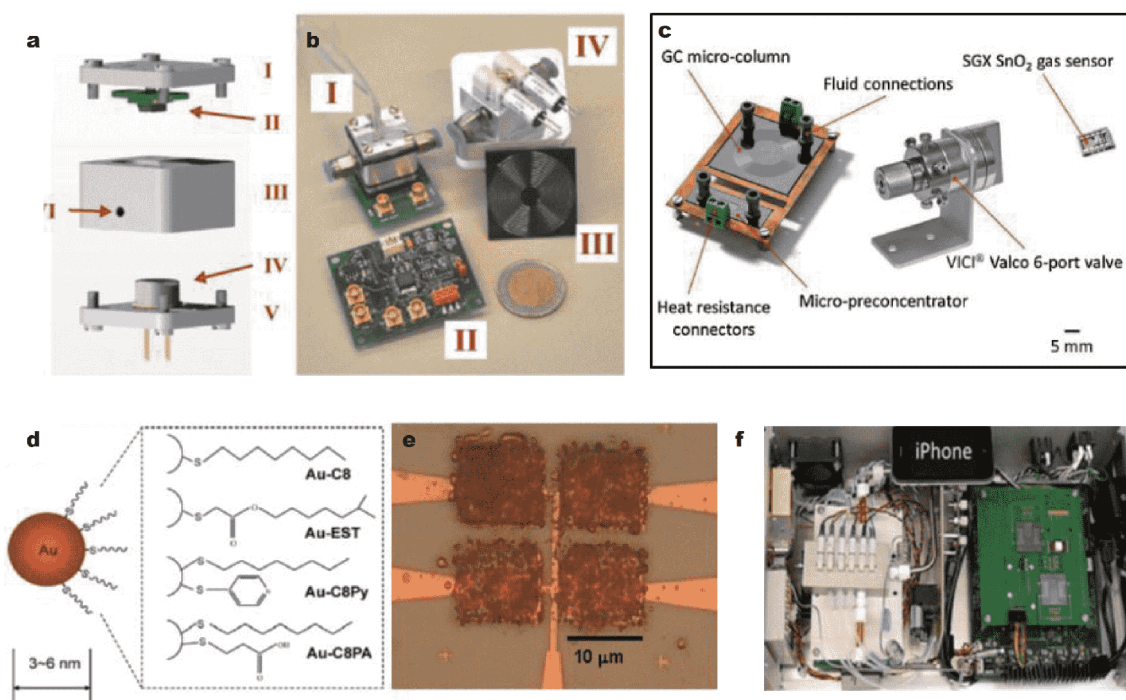 a
I
II
III
VI
IV
V
b
I
IV
III
II
c
GC micro-column
SGX SnO₂ gas sensor
Fluid connections
VICI® Valco 6-port valve
Heat resistance
connectors
Micro-preconcentrator
5 mm
d
Au
S
S
S
S
S
3~6 nm
S
Au-C8
S
O
O
Au-EST
S
S
Au-C8Py
S
S
OH
O
Au-C8PA
e
10 μm
f
iPhone